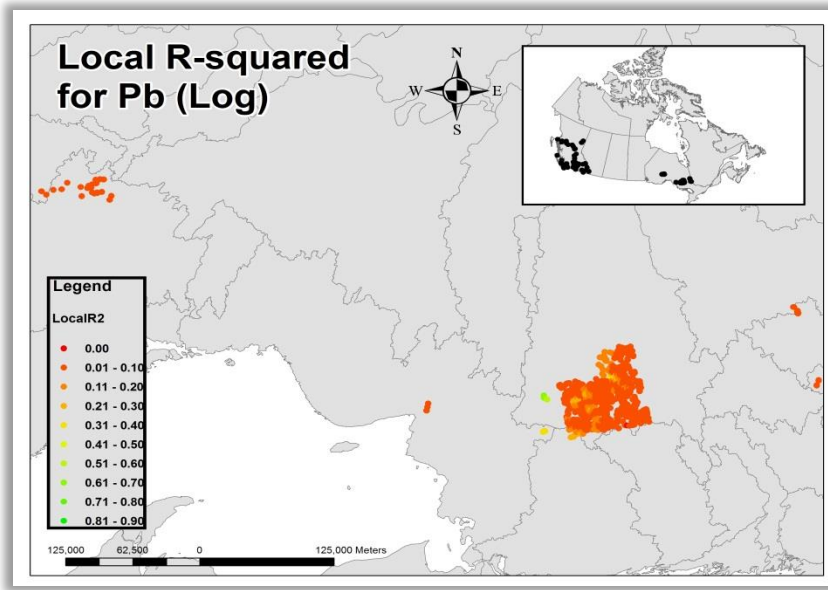 Local R-squared
for Pb (Log)
N
W E
S
Legend
LocalR2
0.00
0.01 - 0.10
0.11 - 0.20
0.21 - 0.30
0.31 - 0.40
0.41 - 0.50
0.51 - 0.60
0.61 - 0.70
0.71 - 0.80
0.81 - 0.90
125,000 62,500 0 125,000 Meters